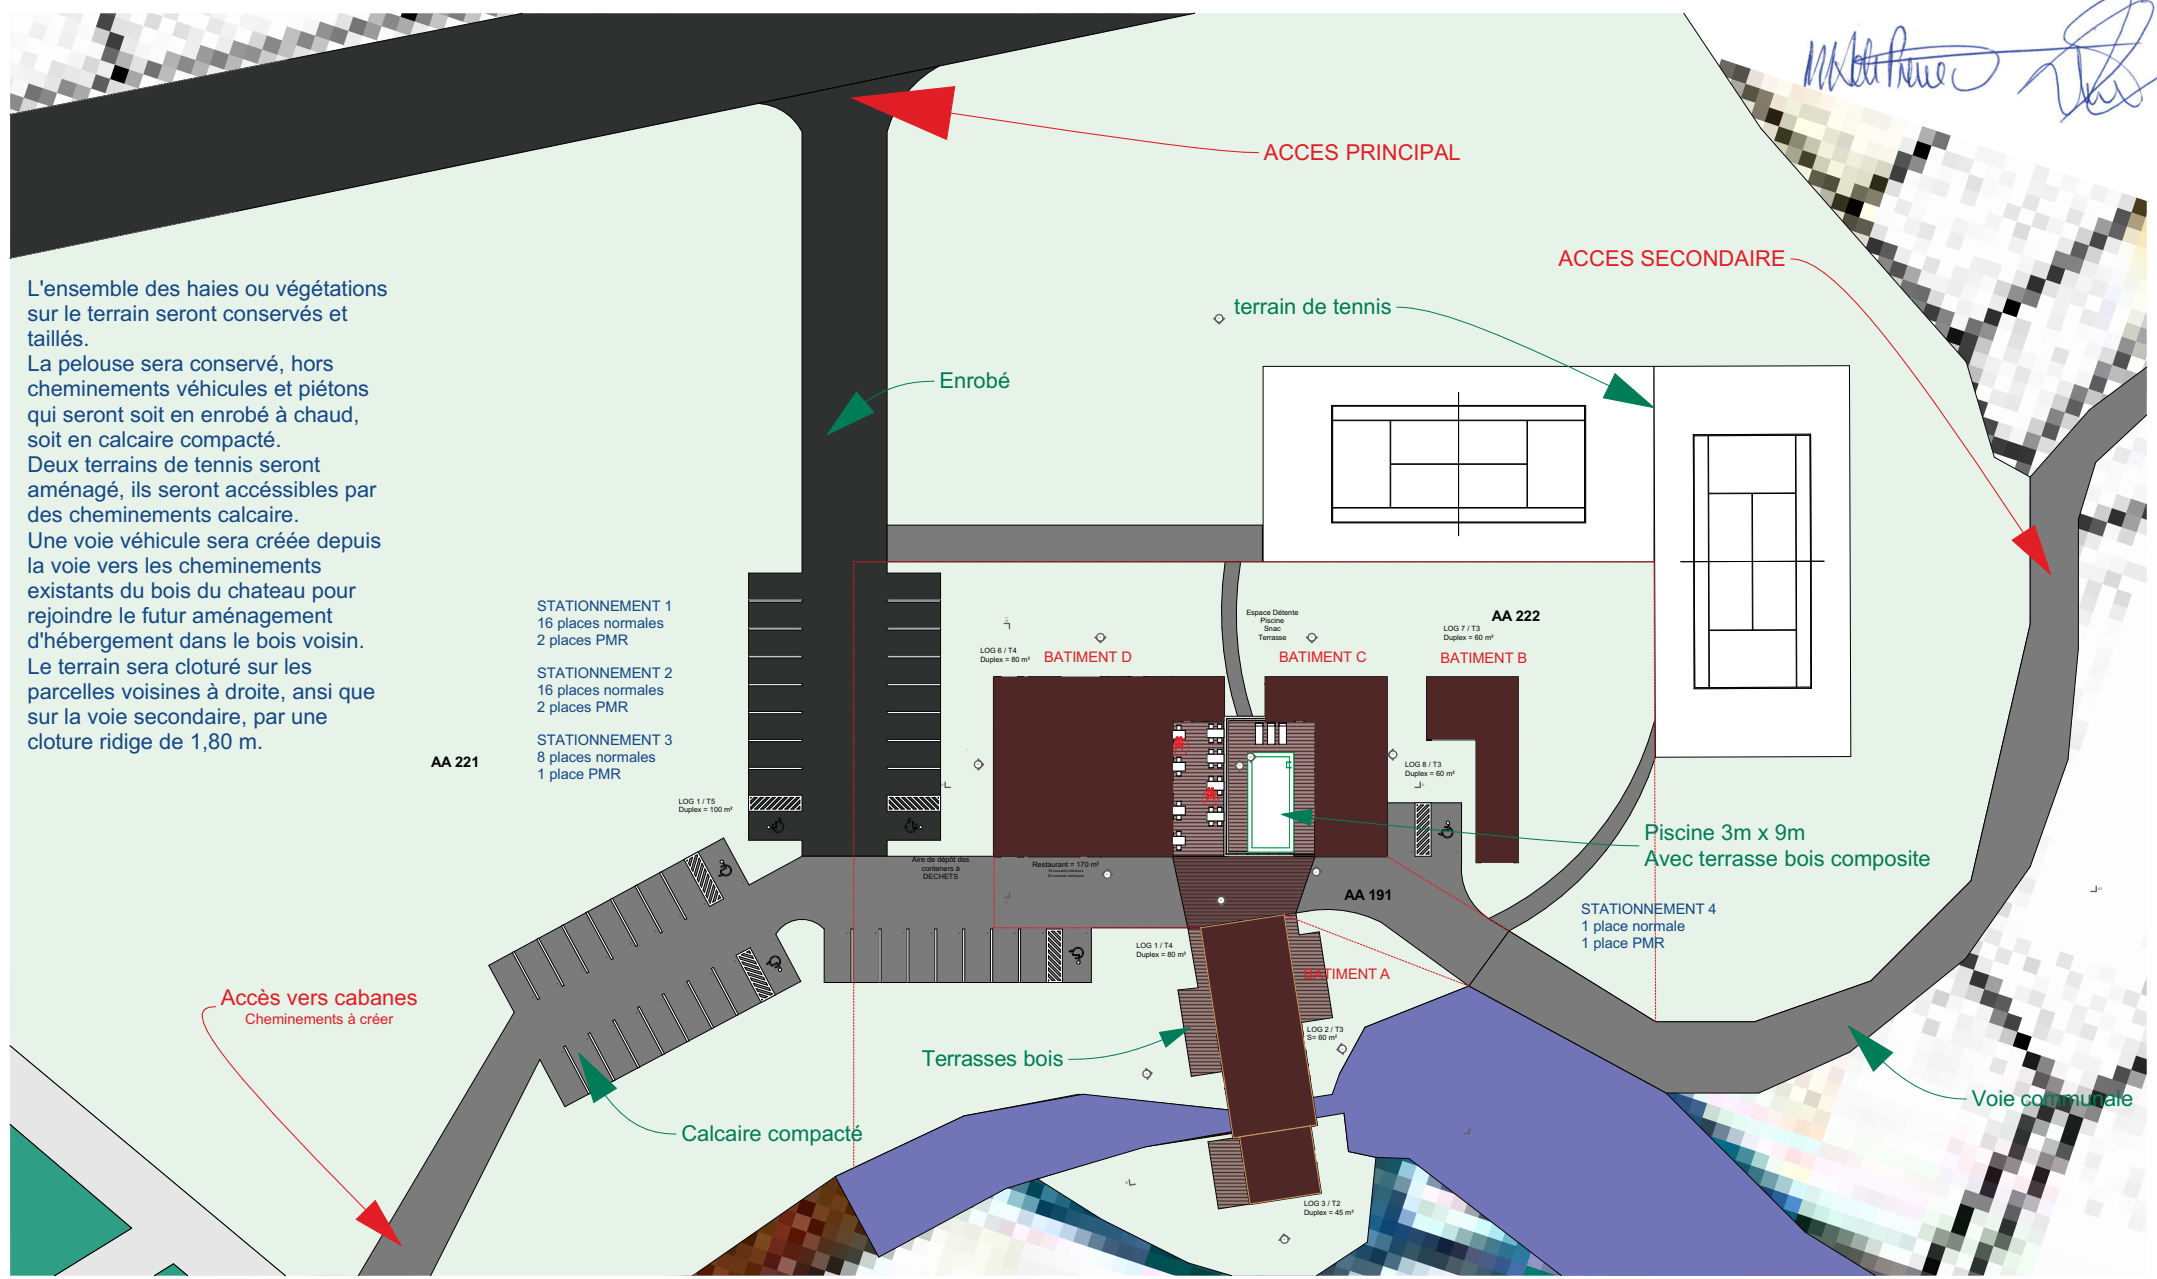 ACCES PRINCIPAL
ACCES SECONDAIRE
terrain de tennis
Enrobé
L'ensemble des haies ou végétations
sur le terrain seront conservés et
taillés.
La pelouse sera conservé, hors
cheminements véhicules et piétons
qui seront soit en enrobé à chaud,
soit en calcaire compacté.
Deux terrains de tennis seront
aménagé, ils seront accéssibles par
des cheminements calcaire.
Une voie véhicule sera créée depuis
la voie vers les cheminements
existants du bois du chateau pour
rejoindre le futur aménagement
d'hébergement dans le bois voisin.
Le terrain sera cloturé sur les
parcelles voisines à droite, ansi que
sur la voie secondaire, par une
cloture ridige de 1,80 m.
AA 221
STATIONNEMENT 1
16 places normales
2 places PMR
STATIONNEMENT 2
16 places normales
2 places PMR
STATIONNEMENT 3
8 places normales
1 place PMR
LOG 1 / T5
Duplex = 100 m²
LOG 6 / T4
Duplex = 80 m²
BATIMENT D
Espace Détente
Piscine
Snac
Terrasse
BATIMENT C
AA 222
LOG 7 / T3
Duplex = 60 m²
BATIMENT B
LOG 8 / T3
Duplex = 60 m²
Piscine 3m x 9m
Avec terrasse bois composite
Aire de dépôt des
conteners à
DECHETS
Restaurant = 170 m²
AA 191
STATIONNEMENT 4
1 place normale
1 place PMR
LOG 1 / T4
Duplex = 80 m²
BATIMENT A
Accès vers cabanes
Cheminements à créer
LOG 2 / T3
S= 60 m²
Terrasses bois
Voie communale
Calcaire compacté
LOG 3 / T2
Duplex = 45 m²